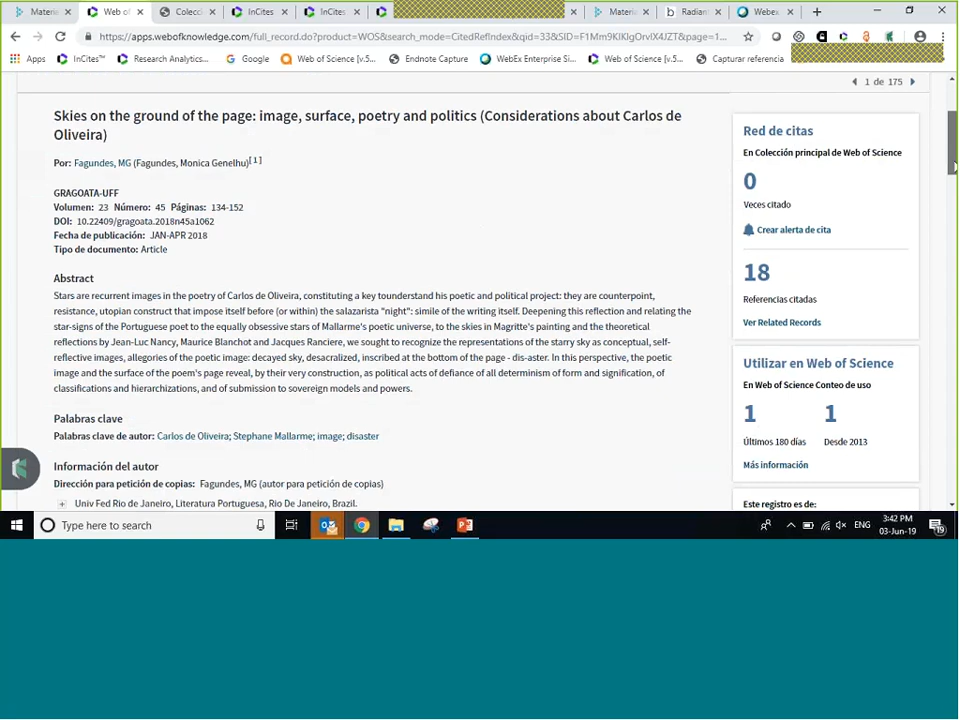 Materia
Web of
Colecci
InCites
InCites
Materi
Radian
Webex
https://apps.webofknowledge.com/full_record.do?product=WOS&search_mode=CitedRefIndex&qid=33&SID=F1Mm9KIKlgOrvlX4JZT&page=1...
Apps
InCites™
Research Analytics...
Google
Web of Science [v.5...
Endnote Capture
WebEx Enterprise Si...
Web of Science [v.5...
Capturar referencia
1 de 175
Skies on the ground of the page: image, surface, poetry and politics (Considerations about Carlos de
Oliveira)
Por: Fagundes, MG (Fagundes, Monica Genelhu)[1]
GRAGOATA-UFF
Volumen: 23 Número: 45 Páginas: 134-152
DOI: 10.22409/gragoata.2018n45a1062
Fecha de publicación: JAN-APR 2018
Tipo de documento: Article
Abstract
Stars are recurrent images in the poetry of Carlos de Oliveira, constituting a key tounderstand his poetic and political project: they are counterpoint,
resistance, utopian construct that impose itself before (or within) the salazarista "night": simile of the writing itself. Deepening this reflection and relating the
star-signs of the Portuguese poet to the equally obsessive stars of Mallarme's poetic universe, to the skies in Magritte's painting and the theoretical
reflections by Jean-Luc Nancy, Maurice Blanchot and Jacques Ranciere, we sought to recognize the representations of the starry sky as conceptual, self-
reflective images, allegories of the poetic image: decayed sky, desacralized, inscribed at the bottom of the page - dis-aster. In this perspective, the poetic
image and the surface of the poem's page reveal, by their very construction, as political acts of defiance of all determinism of form and signification, of
classifications and hierarchizations, and of submission to sovereign models and powers.
Palabras clave
Palabras clave de autor: Carlos de Oliveira; Stephane Mallarme; image; disaster
Información del autor
Dirección para petición de copias: Fagundes, MG (autor para petición de copias)
Univ Fed Rio de Janeiro, Literatura Portuguesa, Rio De Janeiro, Brazil.
Red de citas
En Colección principal de Web of Science
0
Veces citado
Crear alerta de cita
18
Referencias citadas
Ver Related Records
Utilizar en Web of Science
En Web of Science Conteo de uso
1 1
Últimos 180 días Desde 2013
Más información
Este registro es de:
Type here to search
ENG
3:42 PM
03-Jun-19
19